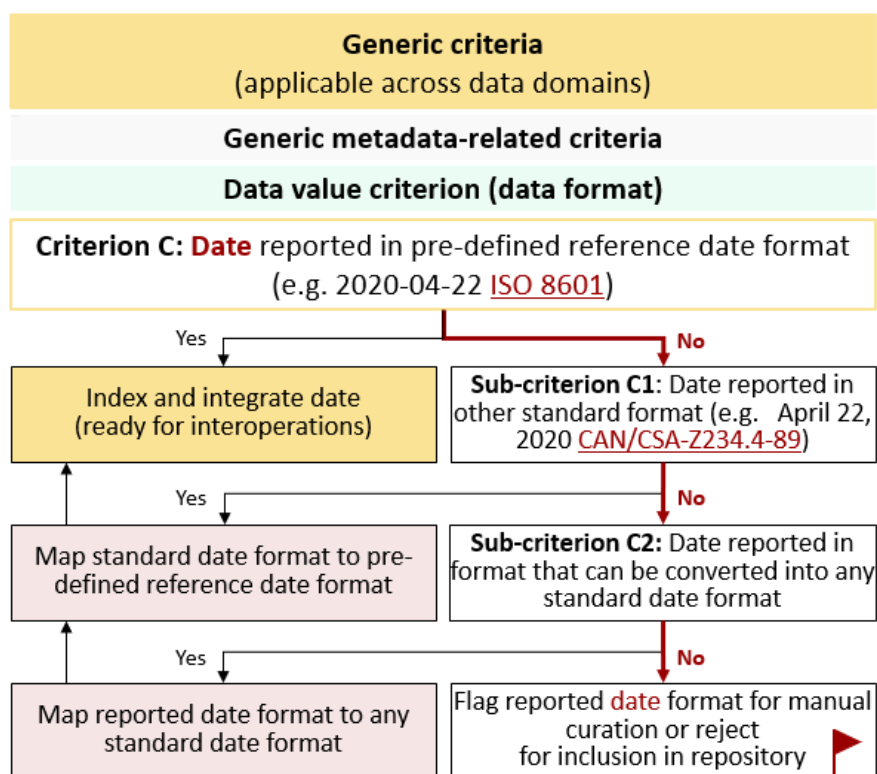 Generic criteria
(applicable across data domains)
Generic metadata-related criteria
Data value criterion (data format)
Criterion C: Date reported in pre-defined reference date format
(e.g. 2020-04-22 ISO 8601)
Yes
No
Index and integrate date
(ready for interoperations)
Sub-criterion C1: Date reported in
other standard format (e.g. April 22,
2020 CAN/CSA-Z234.4-89)
Yes
No
Map standard date format to pre-
defined reference date format
Sub-criterion C2: Date reported in
format that can be converted into any
standard date format
Yes
No
Map reported date format to any
standard date format
Flag reported date format for manual
curation or reject
for inclusion in repository